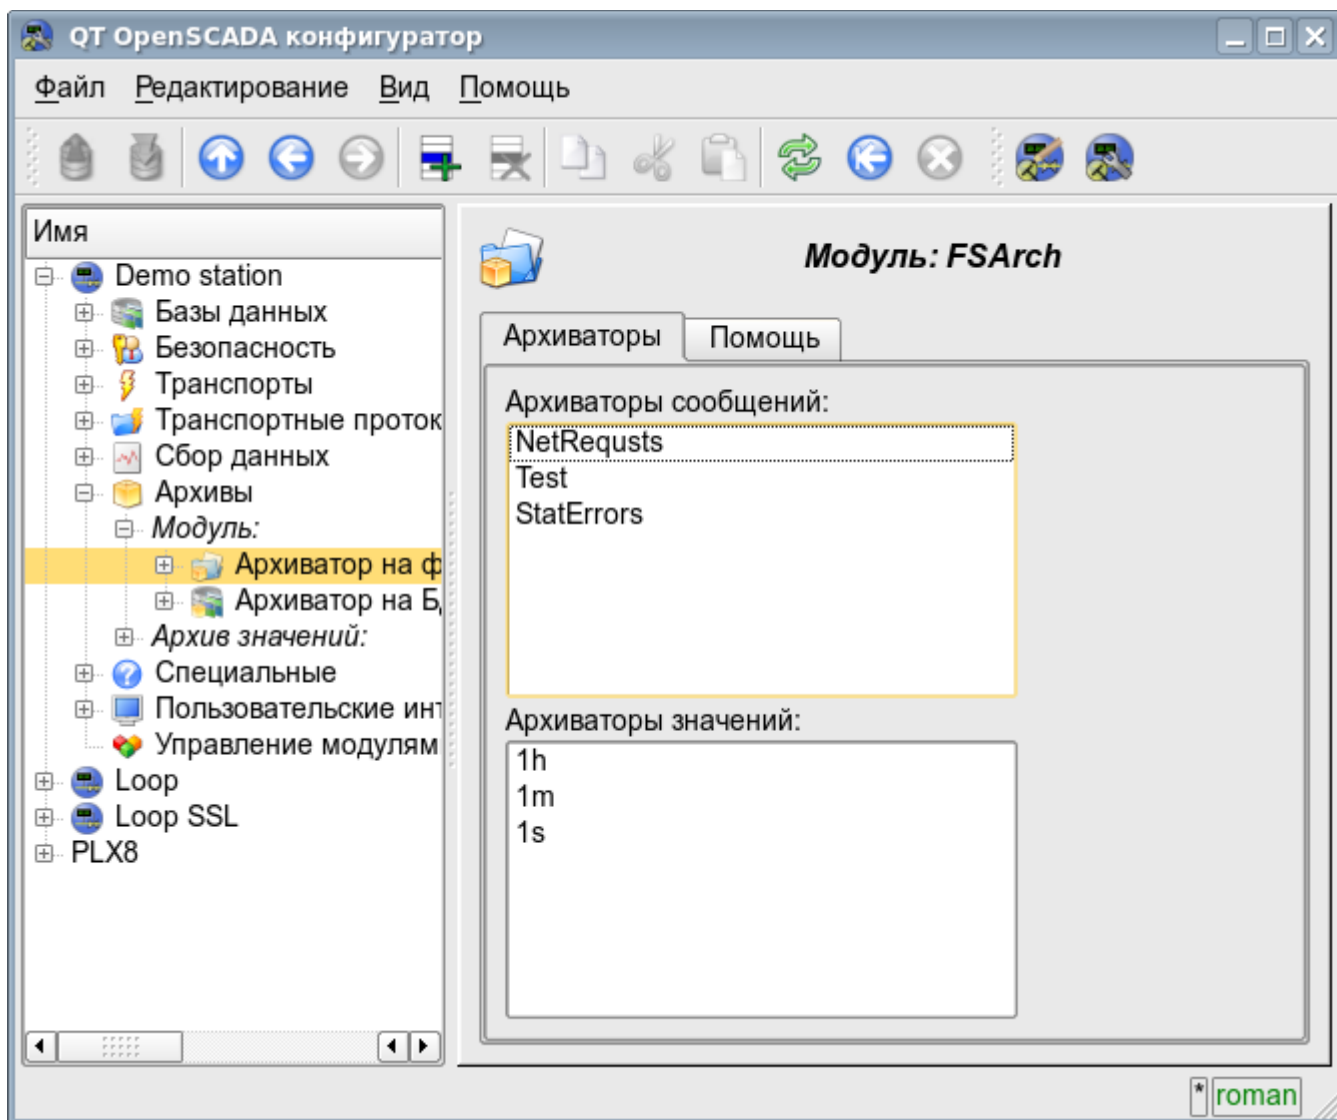 QT OpenSCADA конфигуратор
Файл Редактирование Вид Помощь
Имя
Demo station
Базы данных
Безопасность
Транспорты
Транспортные проток
Сбор данных
Архивы
Модуль:
Архиватор на ф
Архиватор на БД
Архив значений:
Специальные
Пользовательские инт
Управление модулям
Loop
Loop SSL
PLX8
Модуль: FSArch
Архиваторы Помощь
Архиваторы сообщений:
NetRequsts
Test
StatErrors
Архиваторы значений:
1h
1m
1s
* roman